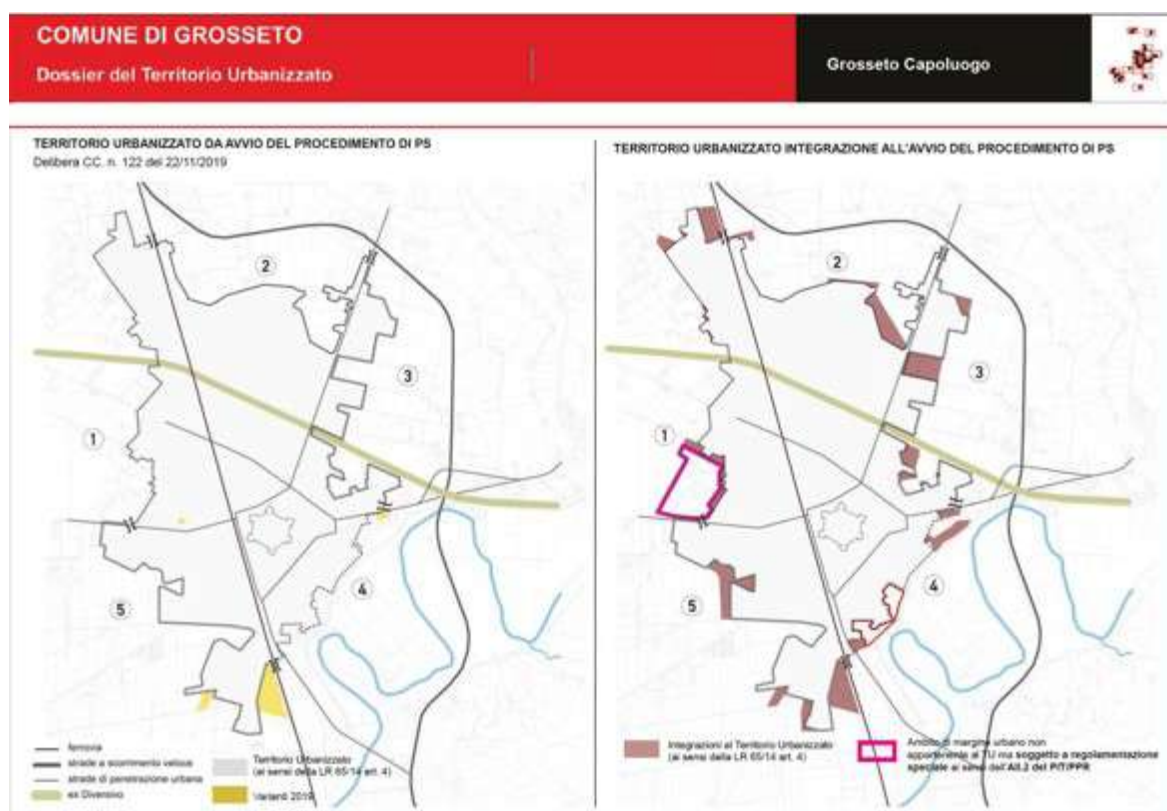 COMUNE DI GROSSETO
Dossier del Territorio Urbanizzato
Grosseto Capoluogo
TERRITORIO URBANIZZATO DA AVVIO DEL PROCEDIMENTO DI PS
Delibera CC. n. 122 del 22/11/2019
2
3
1
4
5
ferrovia
strade a scorrimento veloce
strade di penetrazione urbana
ex Diversivo
Territorio Urbanizzato
(ai sensi della LR 65/14 art. 4)
Varianti 2019
TERRITORIO URBANIZZATO INTEGRAZIONE ALL'AVVIO DEL PROCEDIMENTO DI PS
2
3
1
4
5
Integrazioni al Territorio Urbanizzato
(ai sensi della LR 65/14 art. 4)
Ambito di margine urbano non
appartenente al TU ma soggetto a regolamentazione
speciale ai sensi dell'All.2 del PIT/PPR